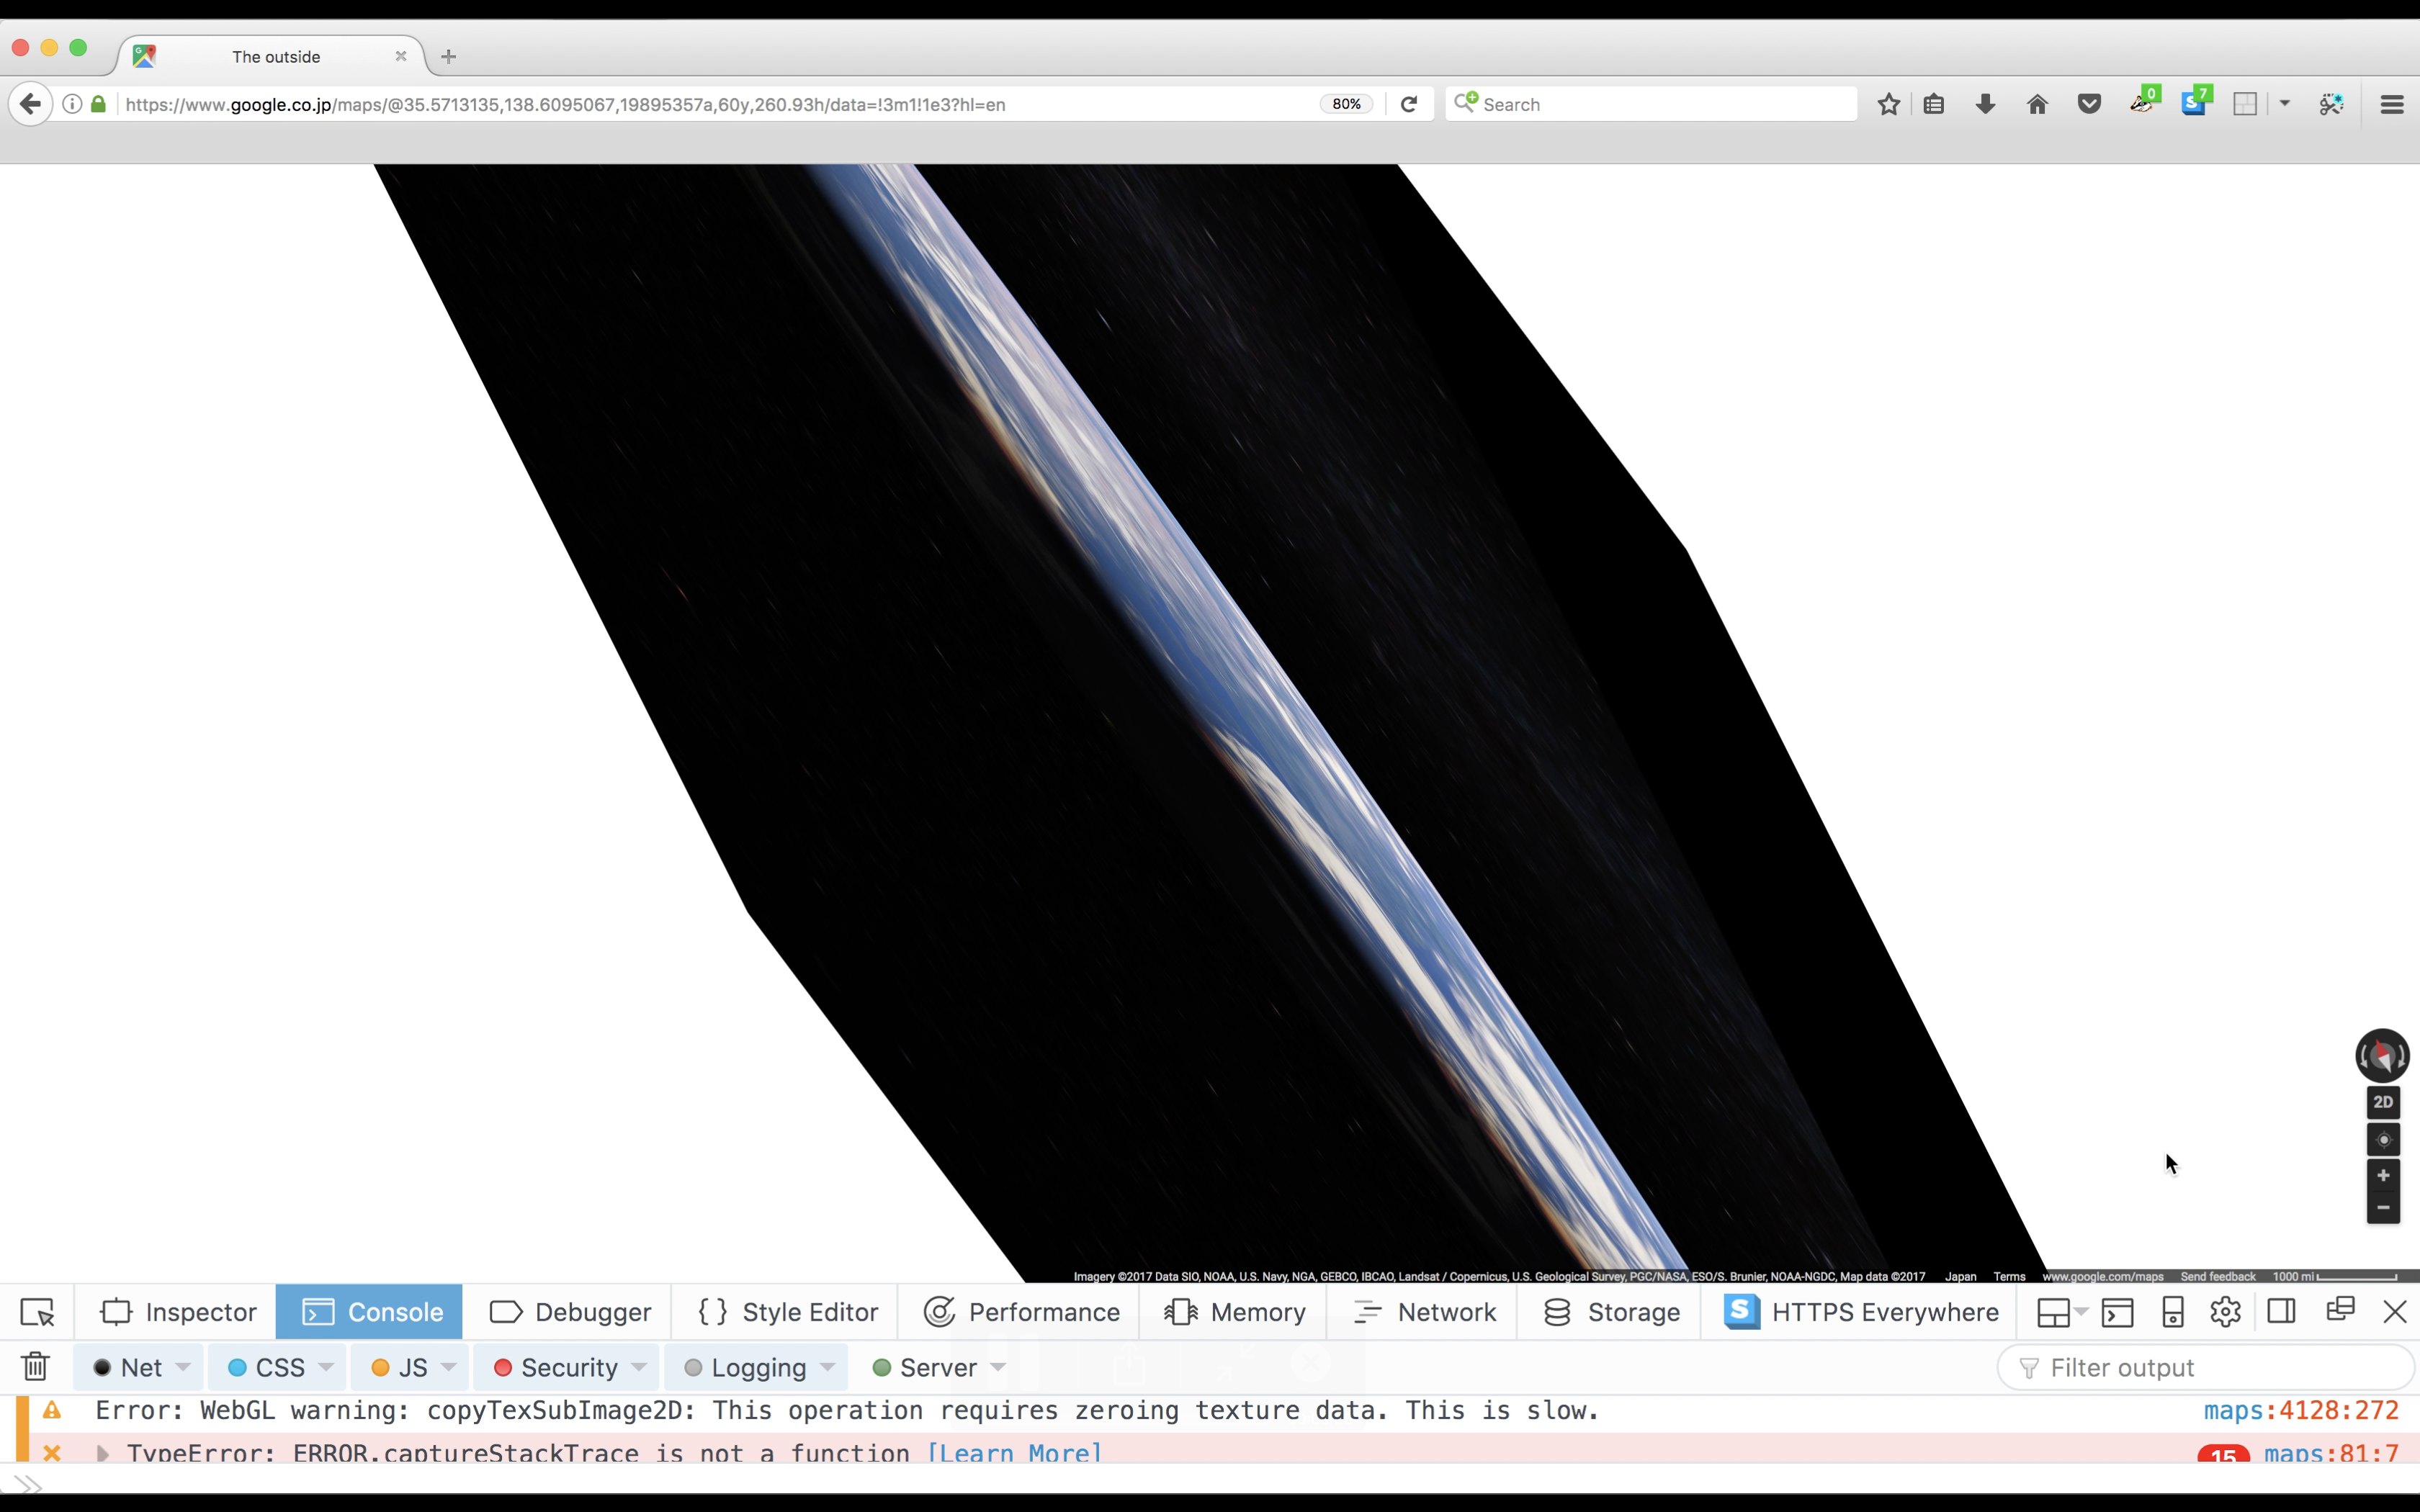 The outside
https://www.google.co.jp/maps/@35.5713135,138.6095067,19895357a,60y,260.93h/data=!3m1!1e3?hl=en 80% Search 0 S 7
2D
Imagery ©2017 Data SIO, NOAA, U.S. Navy, NGA, GEBCO, IBCAO, Landsat / Copernicus, U.S. Geological Survey, PGC/NASA, ESO/S. Brunier, NOAA-NGDC, Map data ©2017 Japan Terms www.google.com/maps Send feedback 1000 mi
Inspector Console Debugger { } Style Editor Performance Memory Network Storage S HTTPS Everywhere
Net CSS JS Security Logging Server Filter output
Error: WebGL warning: copyTexSubImage2D: This operation requires zeroing texture data. This is slow. maps:4128:272
TypeError: ERROR.captureStackTrace is not a function [Learn More] 15 maps:81:7